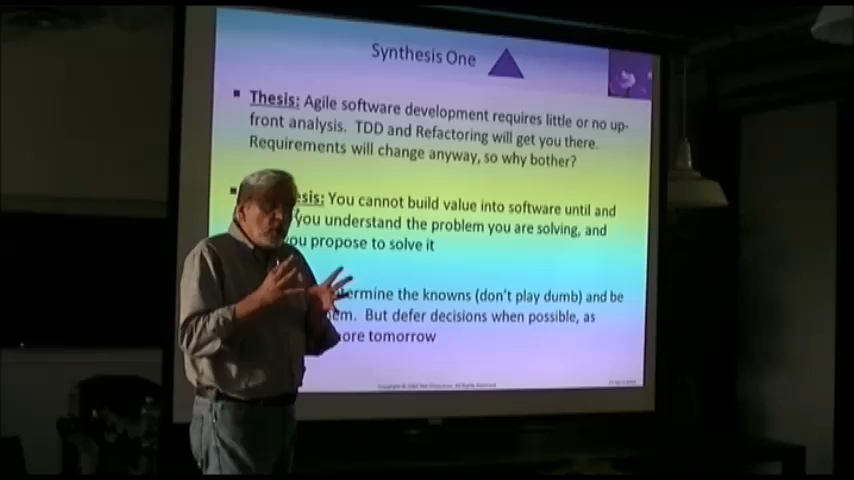 Synthesis One
▪ Thesis: Agile software development requires little or no up-
front analysis. TDD and Refactoring will get you there.
Requirements will change anyway, so why bother?
▪ esis: You cannot build value into software until and
you understand the problem you are solving, and
you propose to solve it
termine the knowns (don't play dumb) and be
em. But defer decisions when possible, as
ore tomorrow